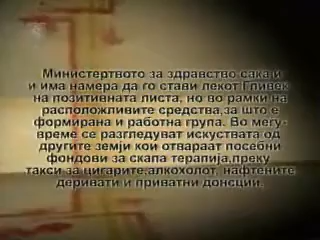 Министертвото за здравство сака и
и има намера да го стави лекот Гливек
на позитивната листа, но во рамки на
расположливите средства,за што е
формирана и работна група. Во мегу-
време се разгледуват искуствата од
другите земји кои отвараат посебни
фондови за скапа терапија,преку
такси за цигарите,алкохолот, нафтените
деривати и приватни донации.